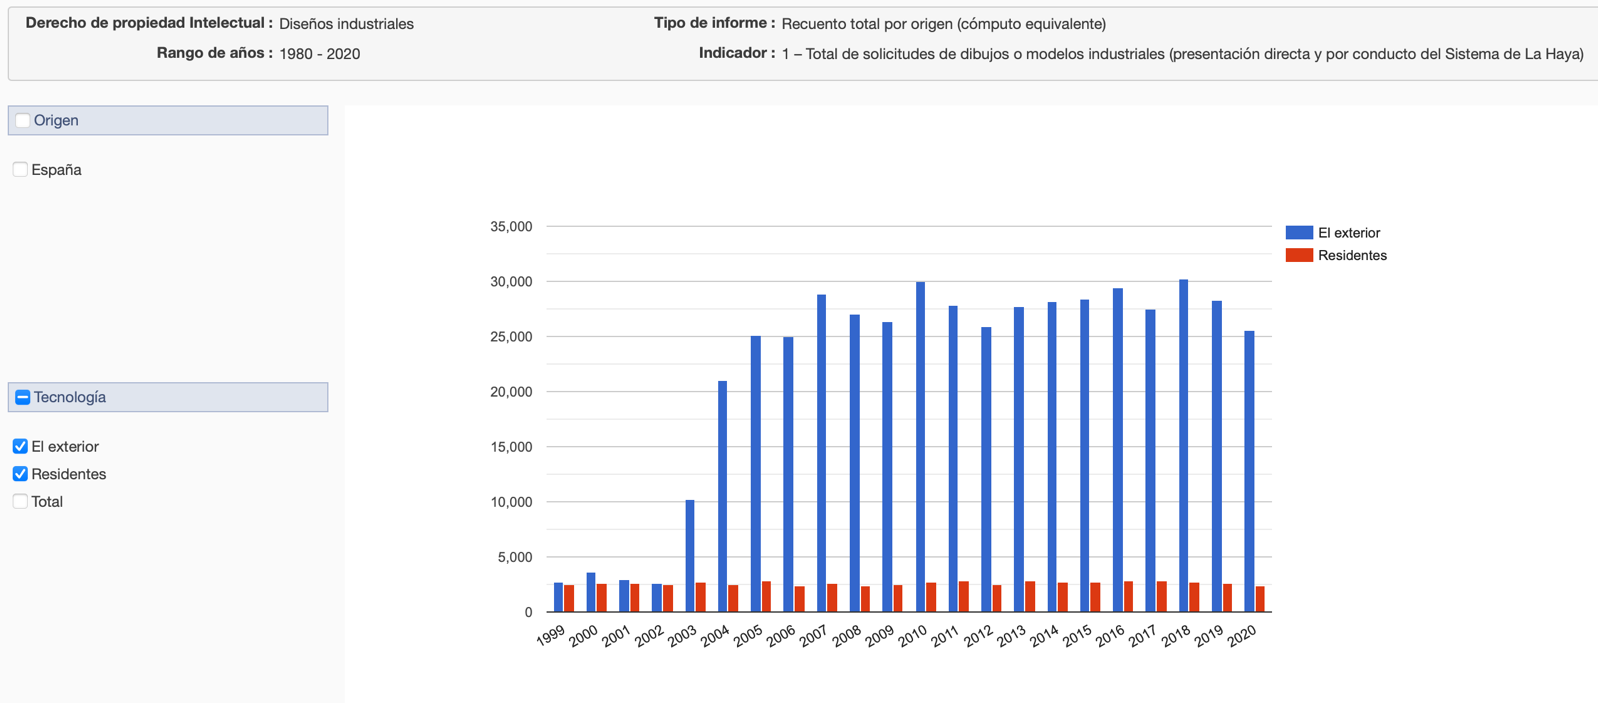 Derecho de propiedad Intelectual : Diseños industriales
Tipo de informe : Recuento total por origen (cómputo equivalente)
Rango de años : 1980 - 2020
Indicador : 1 – Total de solicitudes de dibujos o modelos industriales (presentación directa y por conducto del Sistema de La Haya)
Origen
España
Tecnología
El exterior
Residentes
Total
35,000
30,000
25,000
20,000
15,000
10,000
5,000
0
1999 2000 2001 2002 2003 2004 2005 2006 2007 2008 2009 2010 2011 2012 2013 2014 2015 2016 2017 2018 2019 2020
El exterior
Residentes